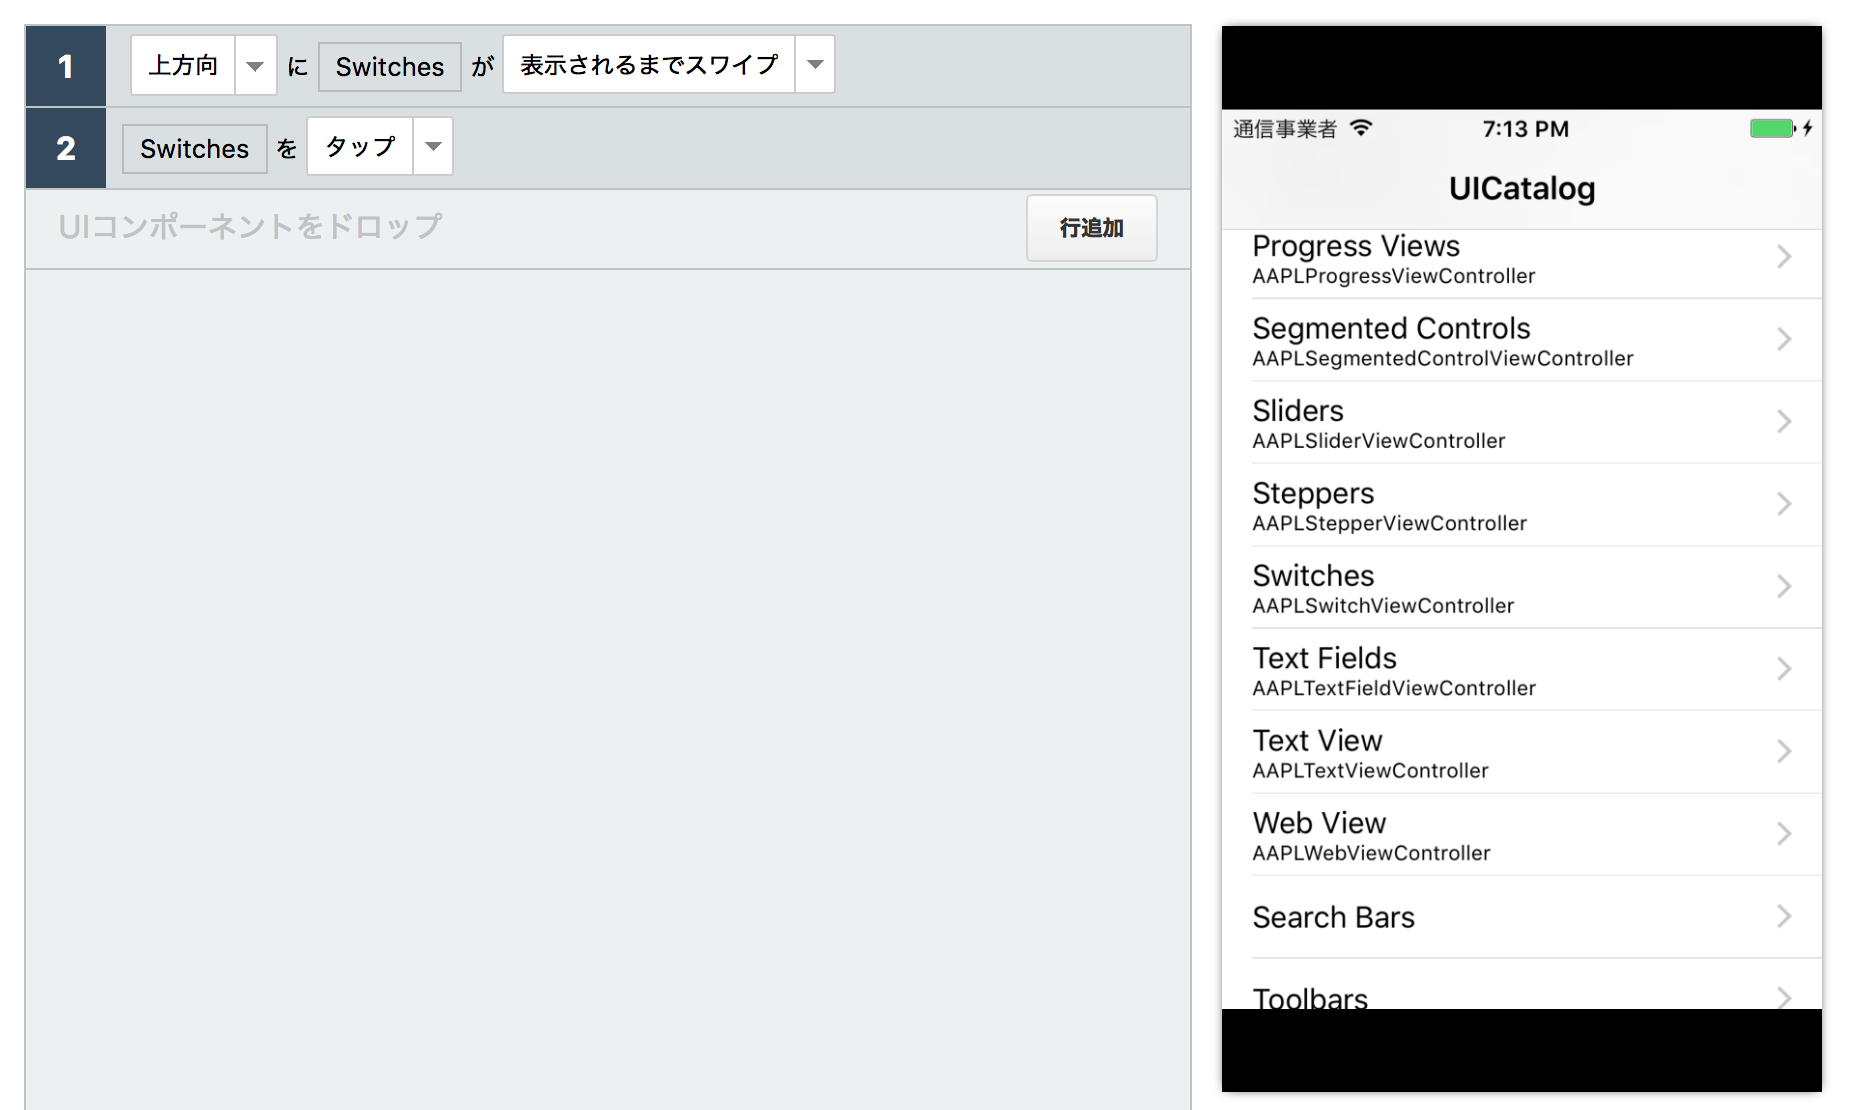 1 上方向 に Switches が 表示されるまでスワイプ
2 Switches を タップ
UIコンポーネントをドロップ 行追加
通信事業者 7:13 PM
UICatalog
Progress Views
AAPLProgressViewController
Segmented Controls
AAPLSegmentedControlViewController
Sliders
AAPLSliderViewController
Steppers
AAPLStepperViewController
Switches
AAPLSwitchViewController
Text Fields
AAPLTextFieldViewController
Text View
AAPLTextViewController
Web View
AAPLWebViewController
Search Bars
Toolbars